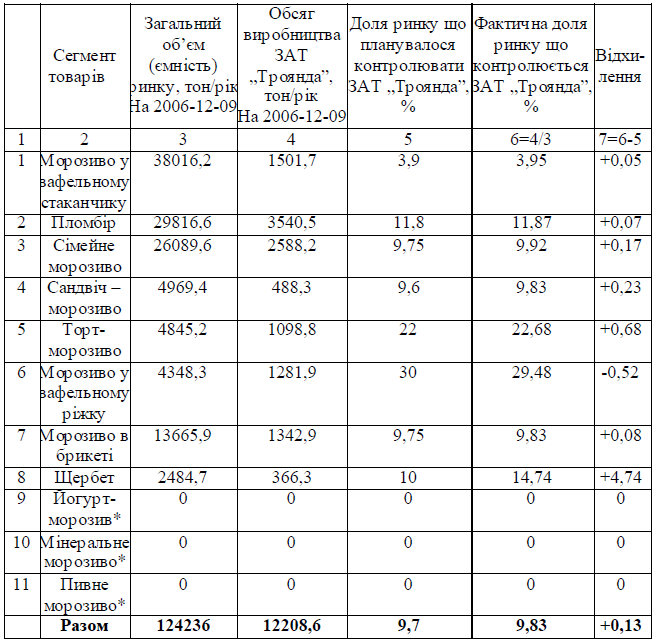 Сегмент товарів | Загальний об’єм (ємність) ринку, тон/рік На 2006-12-09 | Обсяг виробництва ЗАТ „Троянда”, тон/рік На 2006-12-09 | Доля ринку що планувалося контролювати ЗАТ „Троянда”, % | Фактична доля ринку що контролюється ЗАТ „Троянда”, % | Відхи-лення
1 2 3 4 5 6=4/3 7=6-5
1 Морозиво у 38016,2 1501,7 3,9 3,95 +0,05
вафельному
стаканчику
2 Пломбір 29816,6 3540,5 11,8 11,87 +0,07
3 Сімейне 26089,6 2588,2 9,75 9,92 +0,17
морозиво
4 Сандвіч – 4969,4 488,3 9,6 9,83 +0,23
морозиво
5 Торт- 4845,2 1098,8 22 22,68 +0,68
морозиво
6 Морозиво у 4348,3 1281,9 30 29,48 -0,52
вафельному
ріжку
7 Морозиво в 13665,9 1342,9 9,75 9,83 +0,08
брикеті
8 Щербет 2484,7 366,3 10 14,74 +4,74
9 Йогурт- 0 0 0 0 0
морозив*
10 Мінеральне 0 0 0 0 0
морозиво*
11 Пивне 0 0 0 0 0
морозиво*
Разом 124236 12208,6 9,7 9,83 +0,13